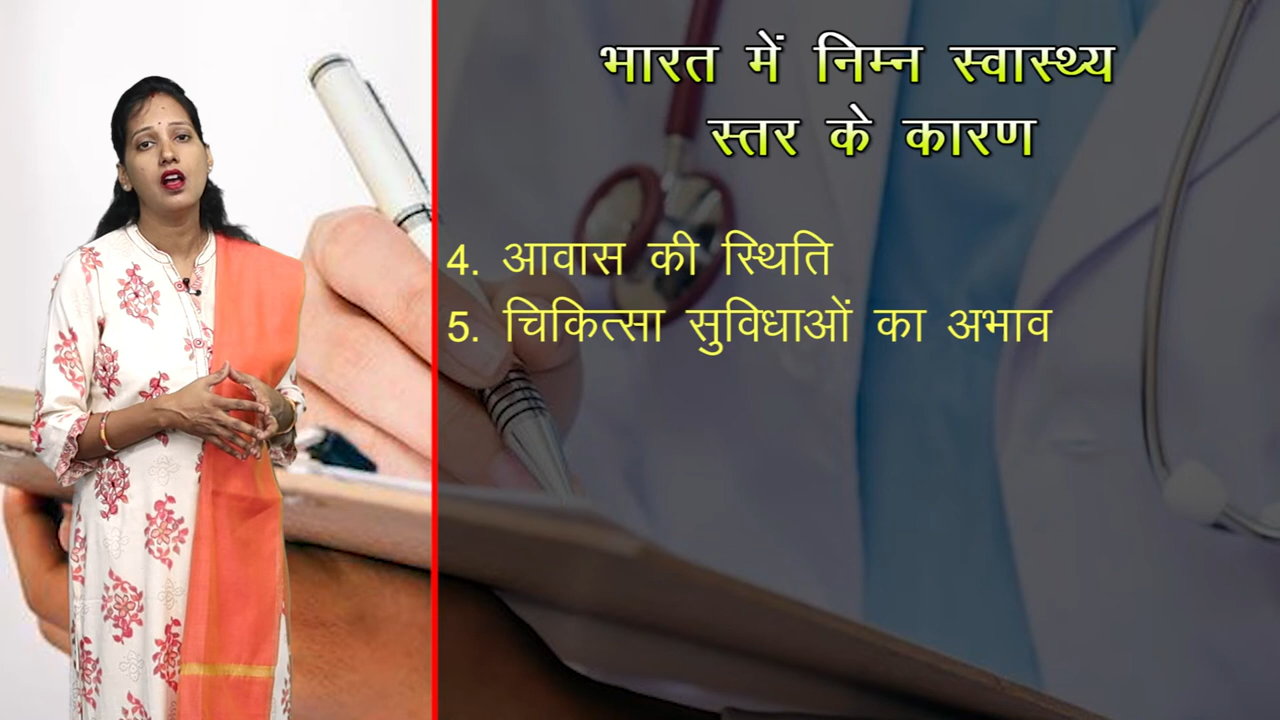 भारत में निम्न स्वास्थ्य
स्तर के कारण
4. आवास की स्थिति
5. चिकित्सा सुविधाओं का अभाव